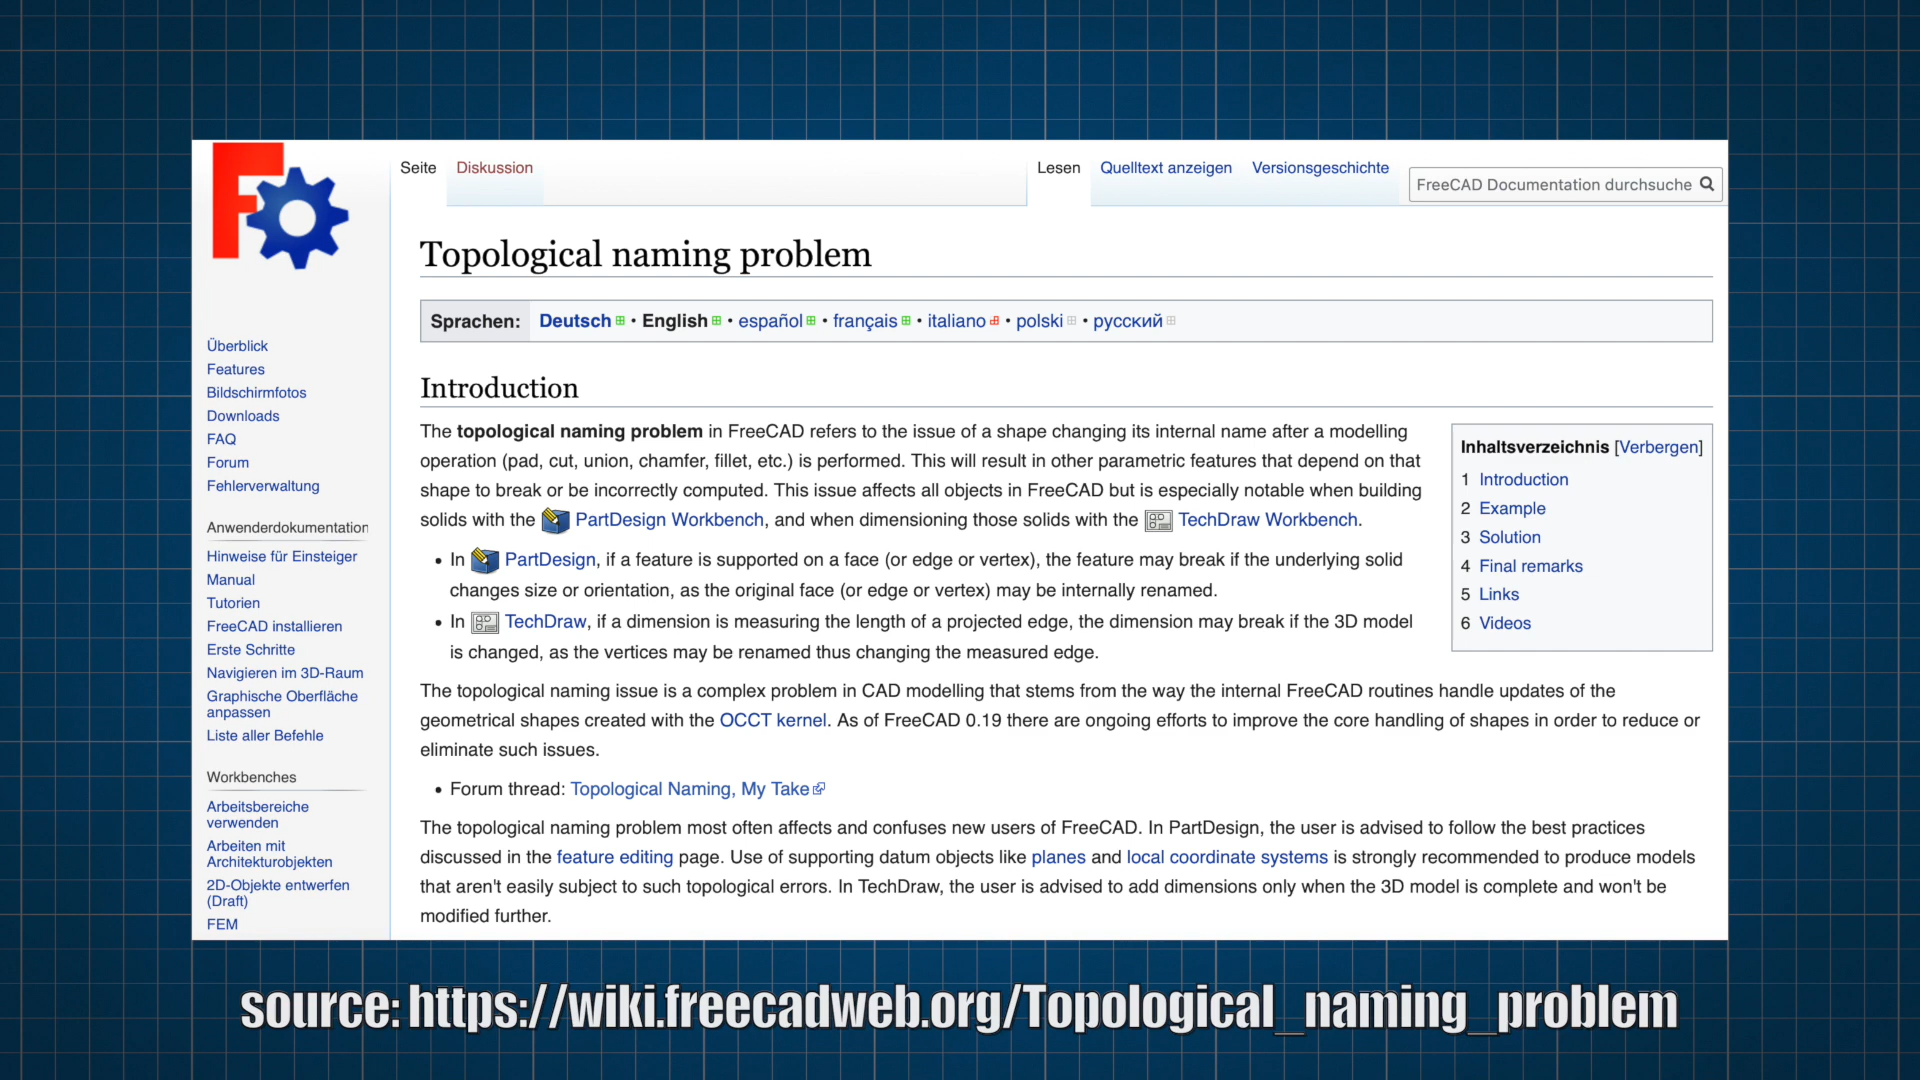 Seite Diskussion Lesen Quelltext anzeigen Versionsgeschichte FreeCAD Documentation durchsuche
Topological naming problem
Sprachen: Deutsch • English • español • français • italiano • polski • русский
Überblick
Features
Bildschirmfotos
Downloads
FAQ
Forum
Fehlerverwaltung
Anwenderdokumentation
Hinweise für Einsteiger
Manual
Tutorien
FreeCAD installieren
Erste Schritte
Navigieren im 3D-Raum
Graphische Oberfläche
anpassen
Liste aller Befehle
Workbenches
Arbeitsbereiche
verwenden
Arbeiten mit
Architekturobjekten
2D-Objekte entwerfen
(Draft)
FEM
Introduction
The topological naming problem in FreeCAD refers to the issue of a shape changing its internal name after a modelling
operation (pad, cut, union, chamfer, fillet, etc.) is performed. This will result in other parametric features that depend on that
shape to break or be incorrectly computed. This issue affects all objects in FreeCAD but is especially notable when building
solids with the PartDesign Workbench, and when dimensioning those solids with the TechDraw Workbench.
• In PartDesign, if a feature is supported on a face (or edge or vertex), the feature may break if the underlying solid
changes size or orientation, as the original face (or edge or vertex) may be internally renamed.
• In TechDraw, if a dimension is measuring the length of a projected edge, the dimension may break if the 3D model
is changed, as the vertices may be renamed thus changing the measured edge.
Inhaltsverzeichnis [Verbergen]
1 Introduction
2 Example
3 Solution
4 Final remarks
5 Links
6 Videos
The topological naming issue is a complex problem in CAD modelling that stems from the way the internal FreeCAD routines handle updates of the
geometrical shapes created with the OCCT kernel. As of FreeCAD 0.19 there are ongoing efforts to improve the core handling of shapes in order to reduce or
eliminate such issues.
• Forum thread: Topological Naming, My Take
The topological naming problem most often affects and confuses new users of FreeCAD. In PartDesign, the user is advised to follow the best practices
discussed in the feature editing page. Use of supporting datum objects like planes and local coordinate systems is strongly recommended to produce models
that aren't easily subject to such topological errors. In TechDraw, the user is advised to add dimensions only when the 3D model is complete and won't be
modified further.
source: https://wiki.freecadweb.org/Topological_naming_problem